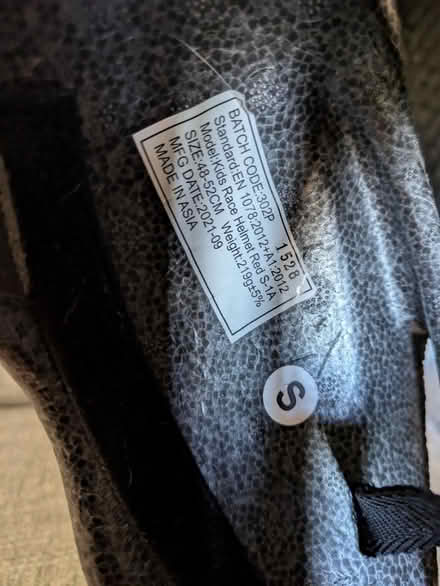 BATCH CODE:302P 1528
Standard:EN 1078:2012+A1:2012
Model:Kids Race Helmet Red S-1A
SIZE:48-52CM Weight:219g±5%
MFG DATE:2021-09
MADE IN ASIA
S